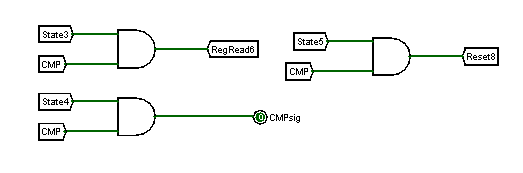 State3
CMP
RegRead6
State5
CMP
Reset8
State4
CMP
0
CMPsig